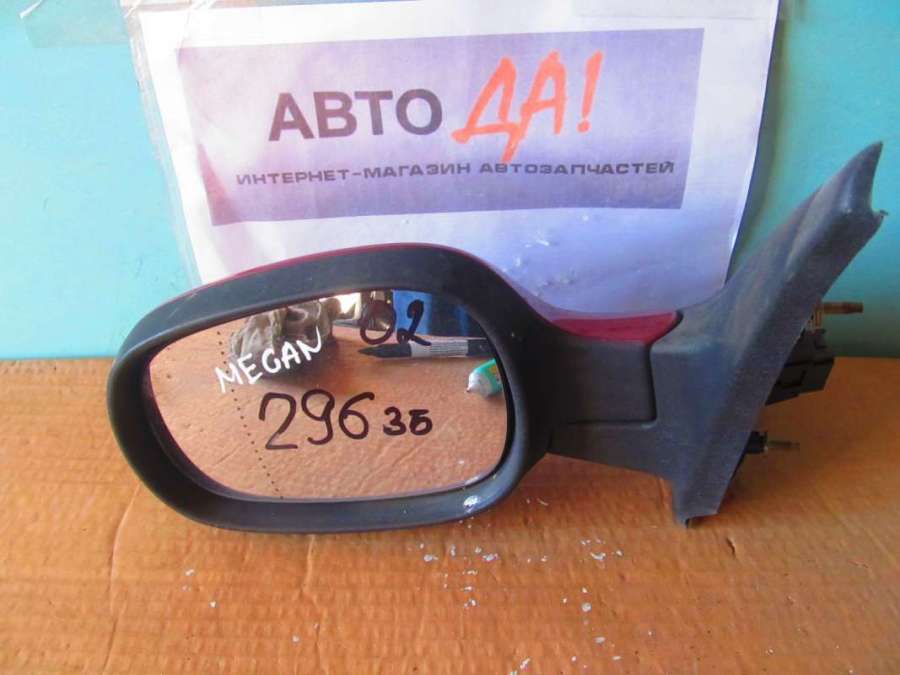 АВТО ДА!
ИНТЕРНЕТ-МАГАЗИН АВТОЗАПЧАСТЕЙ
02
MEGAN
296 зб